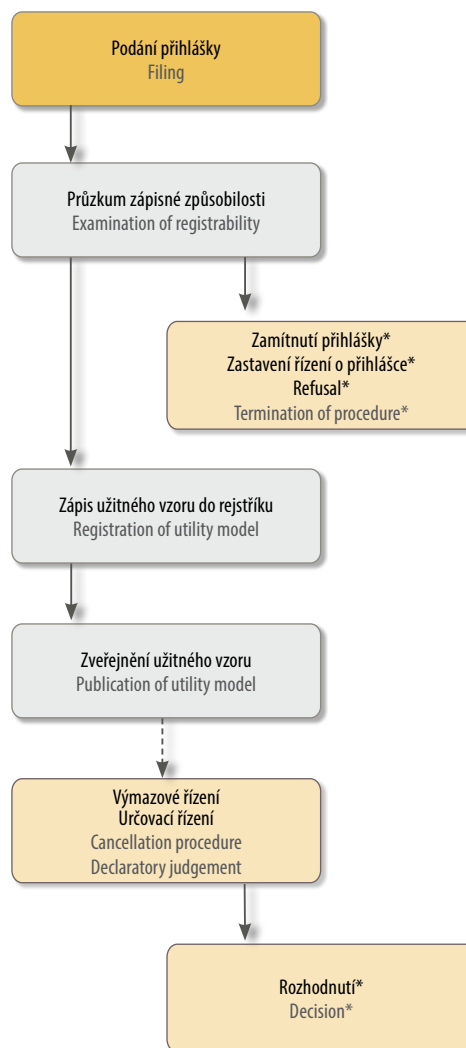 Podání přihlášky
Filing
Průzkum zápisné způsobilosti
Examination of registrability
Zamítnutí přihlášky*
Zastavení řízení o přihlášce*
Refusal*
Termination of procedure*
Zápis užitného vzoru do rejstříku
Registration of utility model
Zveřejnění užitného vzoru
Publication of utility model
Výmazové řízení
Určovací řízení
Cancellation procedure
Declaratory judgement
Rozhodnutí*
Decision*